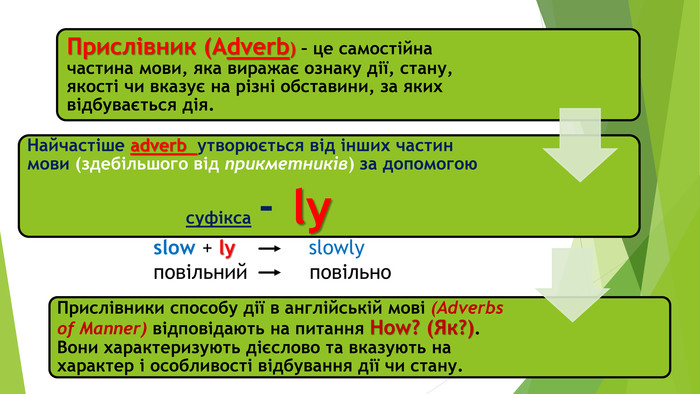 Прислівник (Adverb) – це самостійна
частина мови, яка виражає ознаку дії, стану,
якості чи вказує на різні обставини, за яких
відбувається дія.
Найчастіше adverb утворюється від інших частин
мови (здебільшого від прикметників) за допомогою
суфікса - ly
slow + ly → slowly
повільний → повільно
Прислівники способу дії в англійській мові (Adverbs
of Manner) відповідають на питання How? (Як?).
Вони характеризують дієслово та вказують на
характер і особливості відбування дії чи стану.